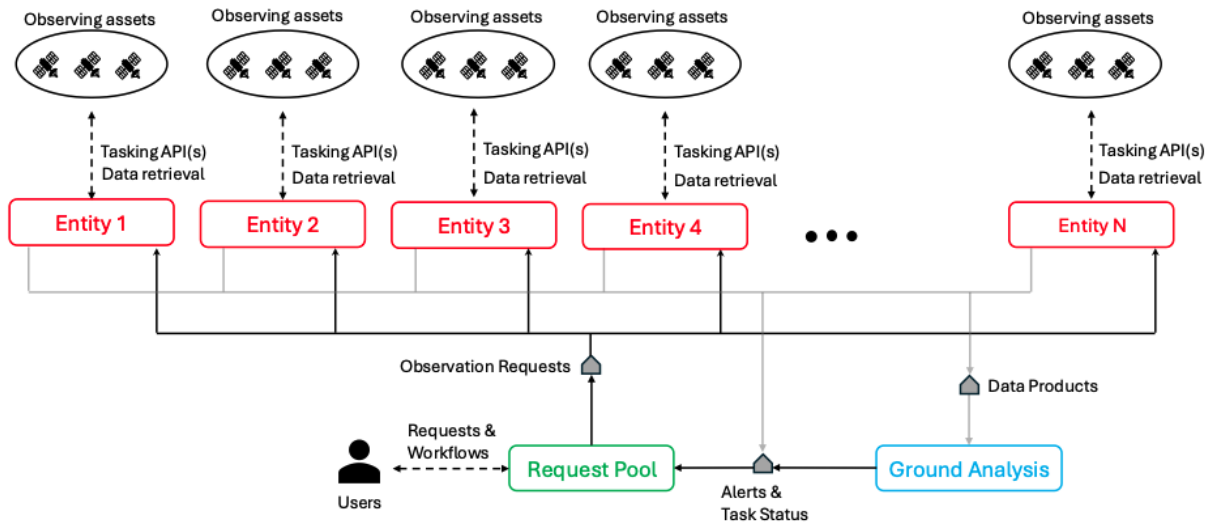 Observing assets
Observing assets
Observing assets
Observing assets
Observing assets
Tasking API(s)
Data retrieval
Tasking API(s)
Data retrieval
Tasking API(s)
Data retrieval
Tasking API(s)
Data retrieval
Tasking API(s)
Data retrieval
Entity 1
Entity 2
Entity 3
Entity 4
Entity N
Observation Requests
Data Products
Requests &
Workflows
Users
Request Pool
Alerts &
Task Status
Ground Analysis